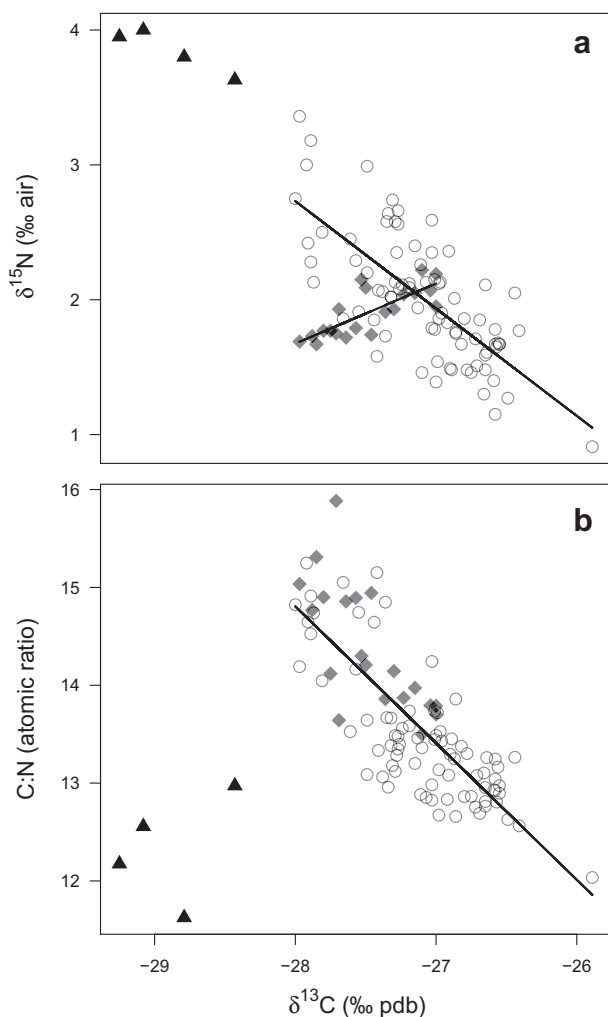 a
4
3
2
1
δ15N (‰ air)
b
16
15
14
13
12
C:N (atomic ratio)
−29 −28 −27 −26
δ13C (‰ pdb)